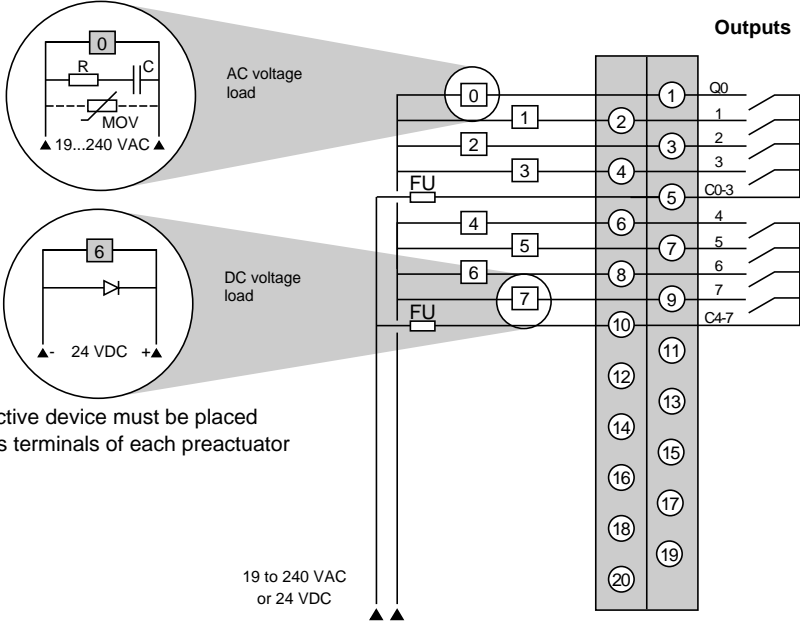 Outputs
0
R
C
MOV
19...240 VAC
AC voltage
load
0
1
2
3
FU
4
5
6
7
FU
6
- 24 VDC +
DC voltage
load
ctive device must be placed
s terminals of each preactuator
19 to 240 VAC
or 24 VDC
1
2
3
4
5
6
7
8
9
10
11
12
13
14
15
16
17
18
19
20
Q0
1
2
3
C0-3
4
5
6
7
C4-7